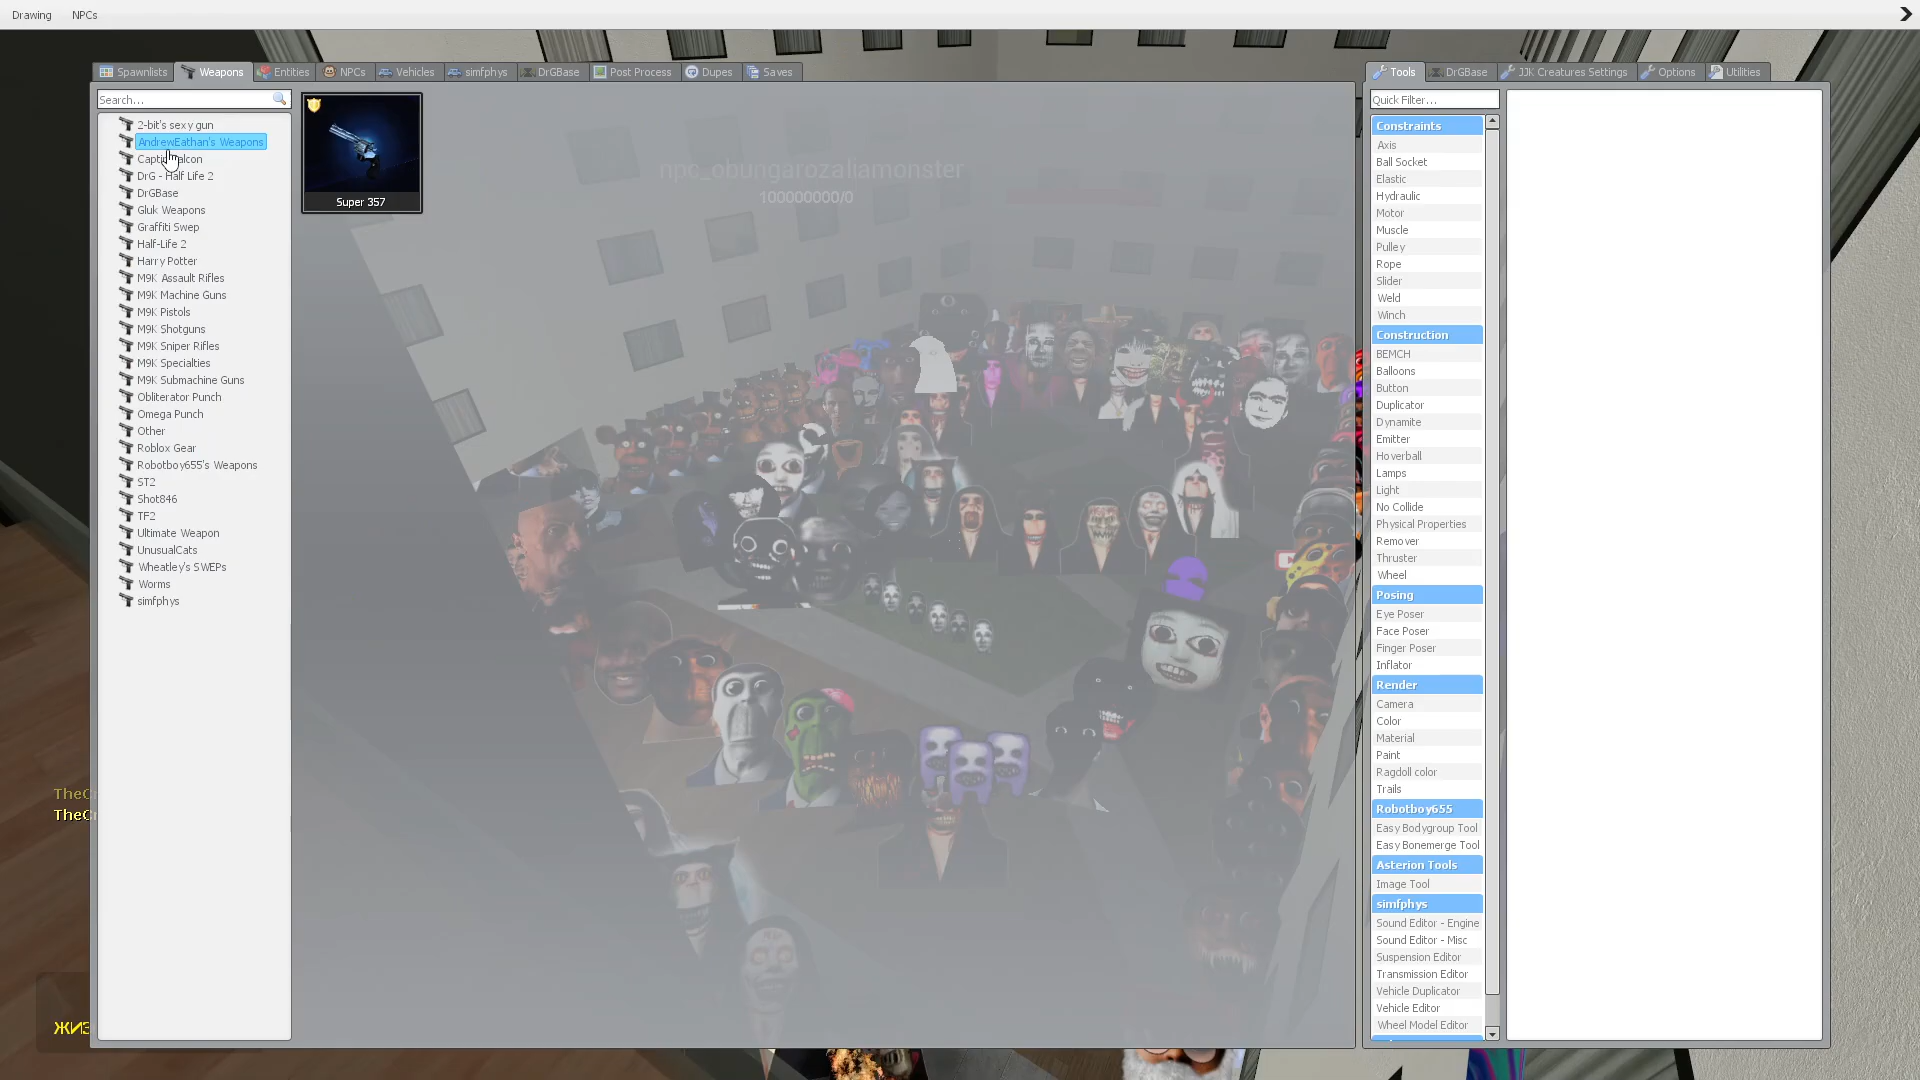 Drawing NPCs
Spawnlists Weapons Entities NPCs Vehicles simfphys DrGBase Post Process Dupes Saves
Tools DrGBase JJK Creatures Settings Options Utilities
Search...
2-bit's sexy gun
AndrewEathan's Weapons
DrG - Half Life 2
DrGBase
Gluk Weapons
Graffiti Swep
Half-Life 2
Harry Potter
M9K Assault Rifles
M9K Machine Guns
M9K Pistols
M9K Shotguns
M9K Sniper Rifles
M9K Specialties
M9K Submachine Guns
Obliterator Punch
Omega Punch
Other
Roblox Gear
Robotboy655's Weapons
ST2
Shot846
TF2
Ultimate Weapon
UnusualCats
Wheatley's SWEPs
Worms
simfphys
Super 357
npc_obungarozaliamonster
100000000/0
TheC
TheC
ЖИЗ
Quick Filter...
Constraints
Axis
Ball Socket
Elastic
Hydraulic
Motor
Muscle
Pulley
Rope
Slider
Weld
Winch
Construction
BEMCH
Balloons
Button
Duplicator
Dynamite
Emitter
Hoverball
Lamps
Light
No Collide
Physical Properties
Remover
Thruster
Wheel
Posing
Eye Poser
Face Poser
Finger Poser
Inflator
Render
Camera
Color
Material
Paint
Ragdoll color
Trails
Robotboy655
Easy Bodygroup Tool
Easy Bonemerge Tool
Asterion Tools
Image Tool
simfphys
Sound Editor - Engine
Sound Editor - Misc
Suspension Editor
Transmission Editor
Vehicle Duplicator
Vehicle Editor
Wheel Model Editor